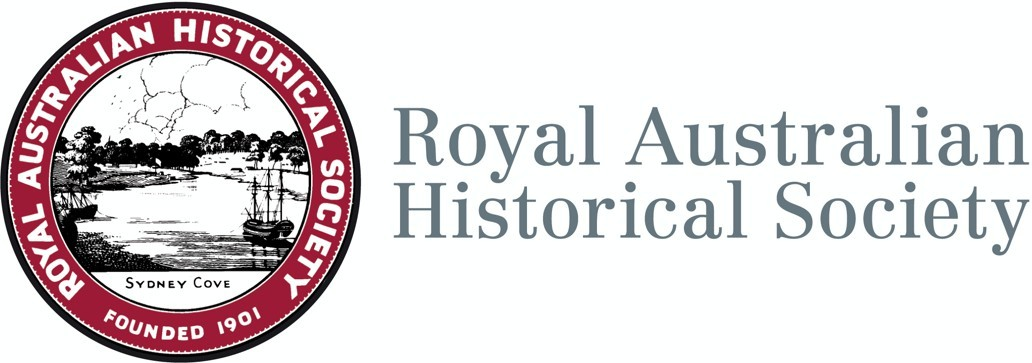 ROYAL AUSTRALIAN HISTORICAL SOCIETY
SYDNEY COVE
FOUNDED 1901
Royal Australian
Historical Society